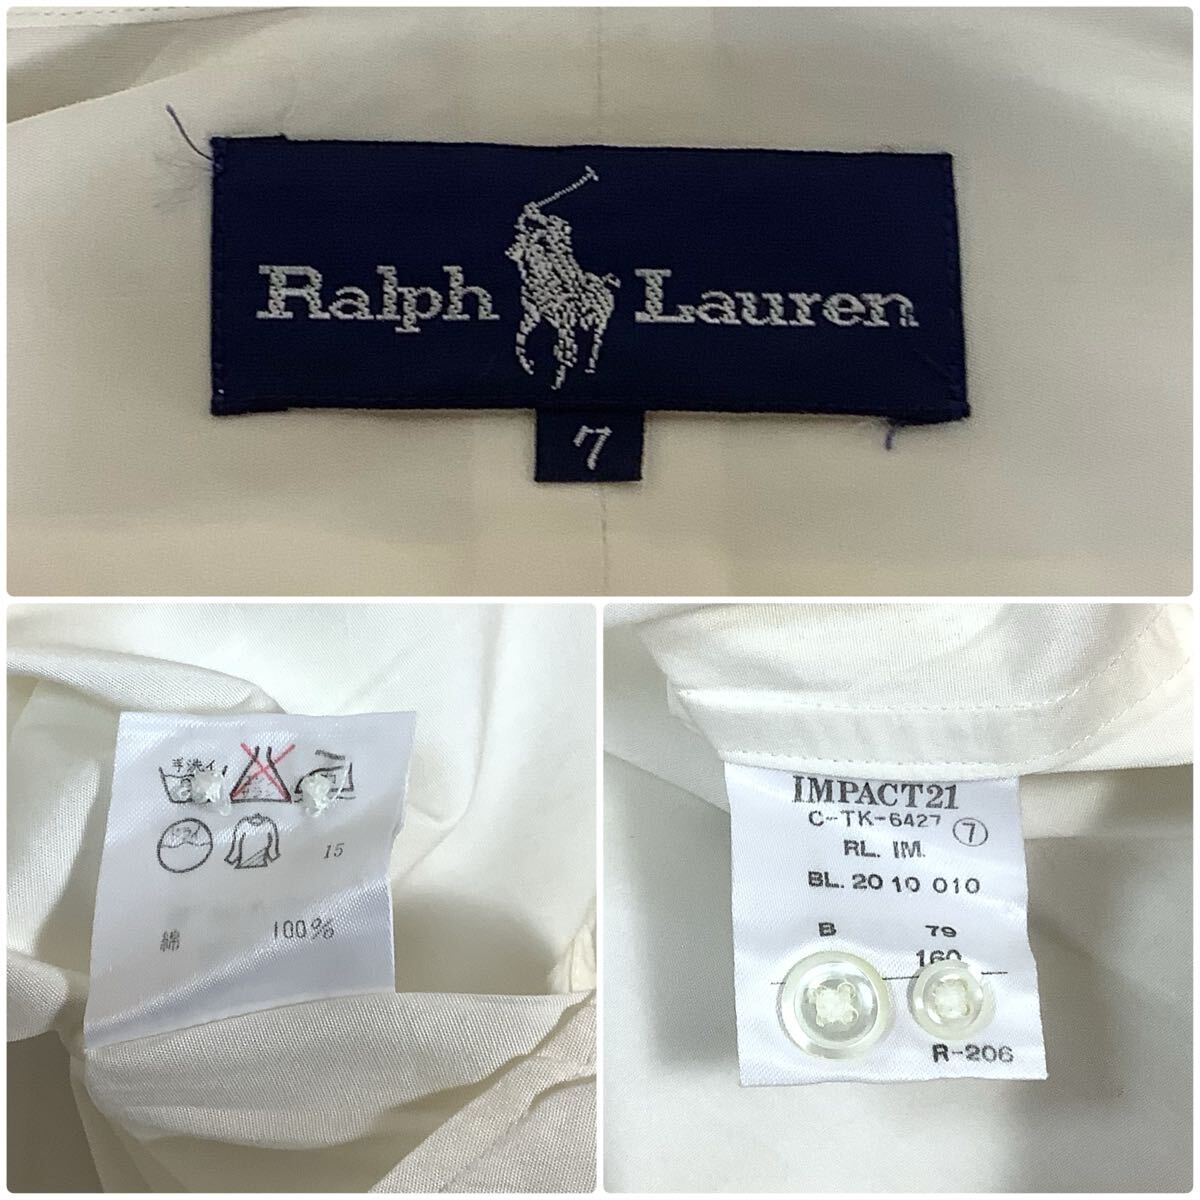 Ralph Lauren
7
手洗イ
15
綿 100%
IMPACT21
C-TK-6427 7
RL. IM.
BL. 20 10 010
B 79
160
R-206